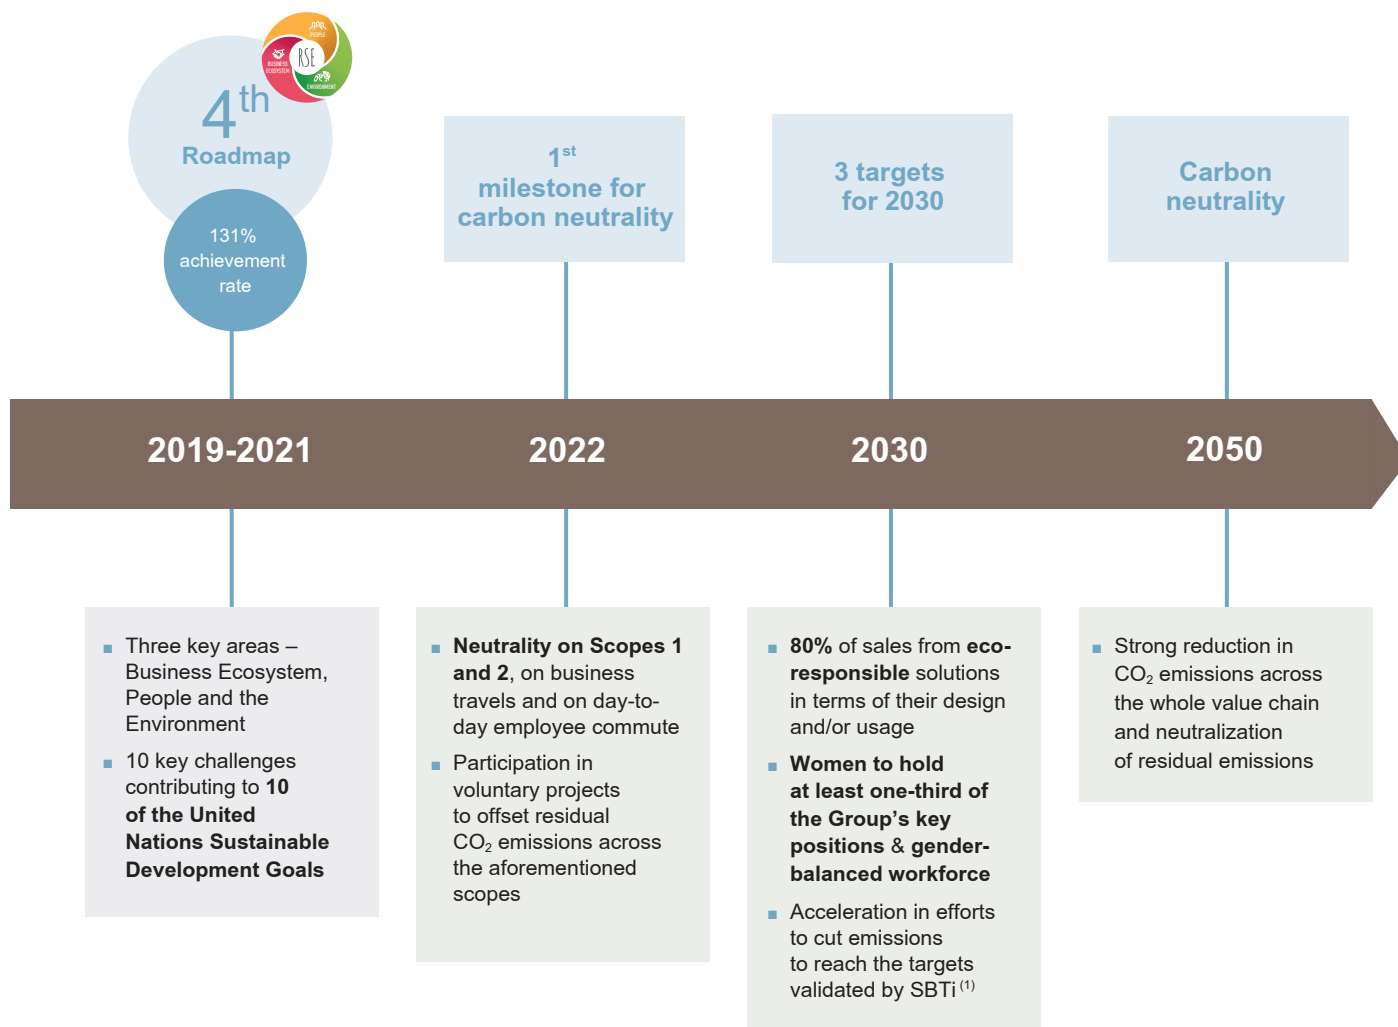 PEOPLE
BUSINESS
ECOSYSTEM
RSE
ENVIRONMENT
4th
Roadmap
131%
achievement
rate
1st
milestone for
carbon neutrality
3 targets
for 2030
Carbon
neutrality
2019-2021
2022
2030
2050
■ Three key areas –
Business Ecosystem,
People and the
Environment
■ 10 key challenges
contributing to 10
of the United
Nations Sustainable
Development Goals
■ Neutrality on Scopes 1
and 2, on business
travels and on day-to-
day employee commute
■ Participation in
voluntary projects
to offset residual
CO₂ emissions across
the aforementioned
scopes
■ 80% of sales from eco-
responsible solutions
in terms of their design
and/or usage
■ Women to hold
at least one-third of
the Group’s key
positions & gender-
balanced workforce
■ Acceleration in efforts
to cut emissions
to reach the targets
validated by SBTi (1)
■ Strong reduction in
CO₂ emissions across
the whole value chain
and neutralization
of residual emissions